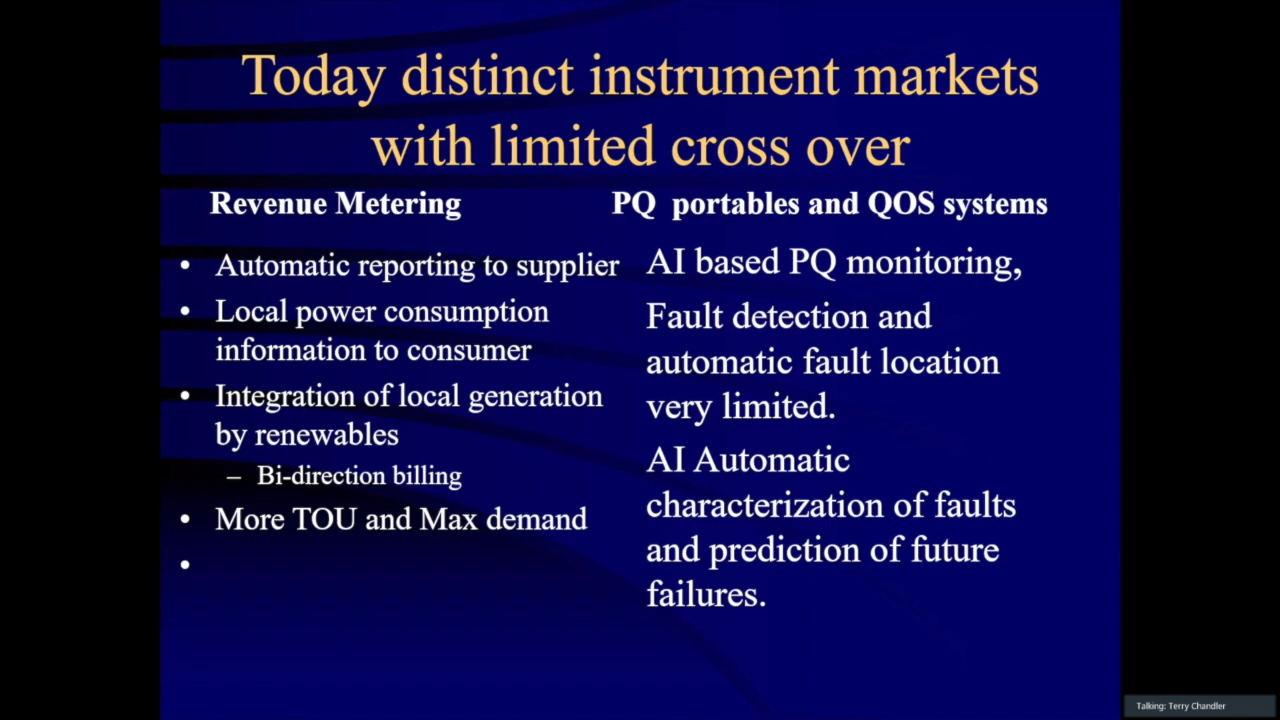 Today distinct instrument markets
with limited cross over
Revenue Metering
• Automatic reporting to supplier
• Local power consumption
information to consumer
• Integration of local generation
by renewables
– Bi-direction billing
• More TOU and Max demand
•
PQ  portables and QOS systems
AI based PQ monitoring,
Fault detection and
automatic fault location
very limited.
AI Automatic
characterization of faults
and prediction of future
failures.
Talking: Terry Chandler